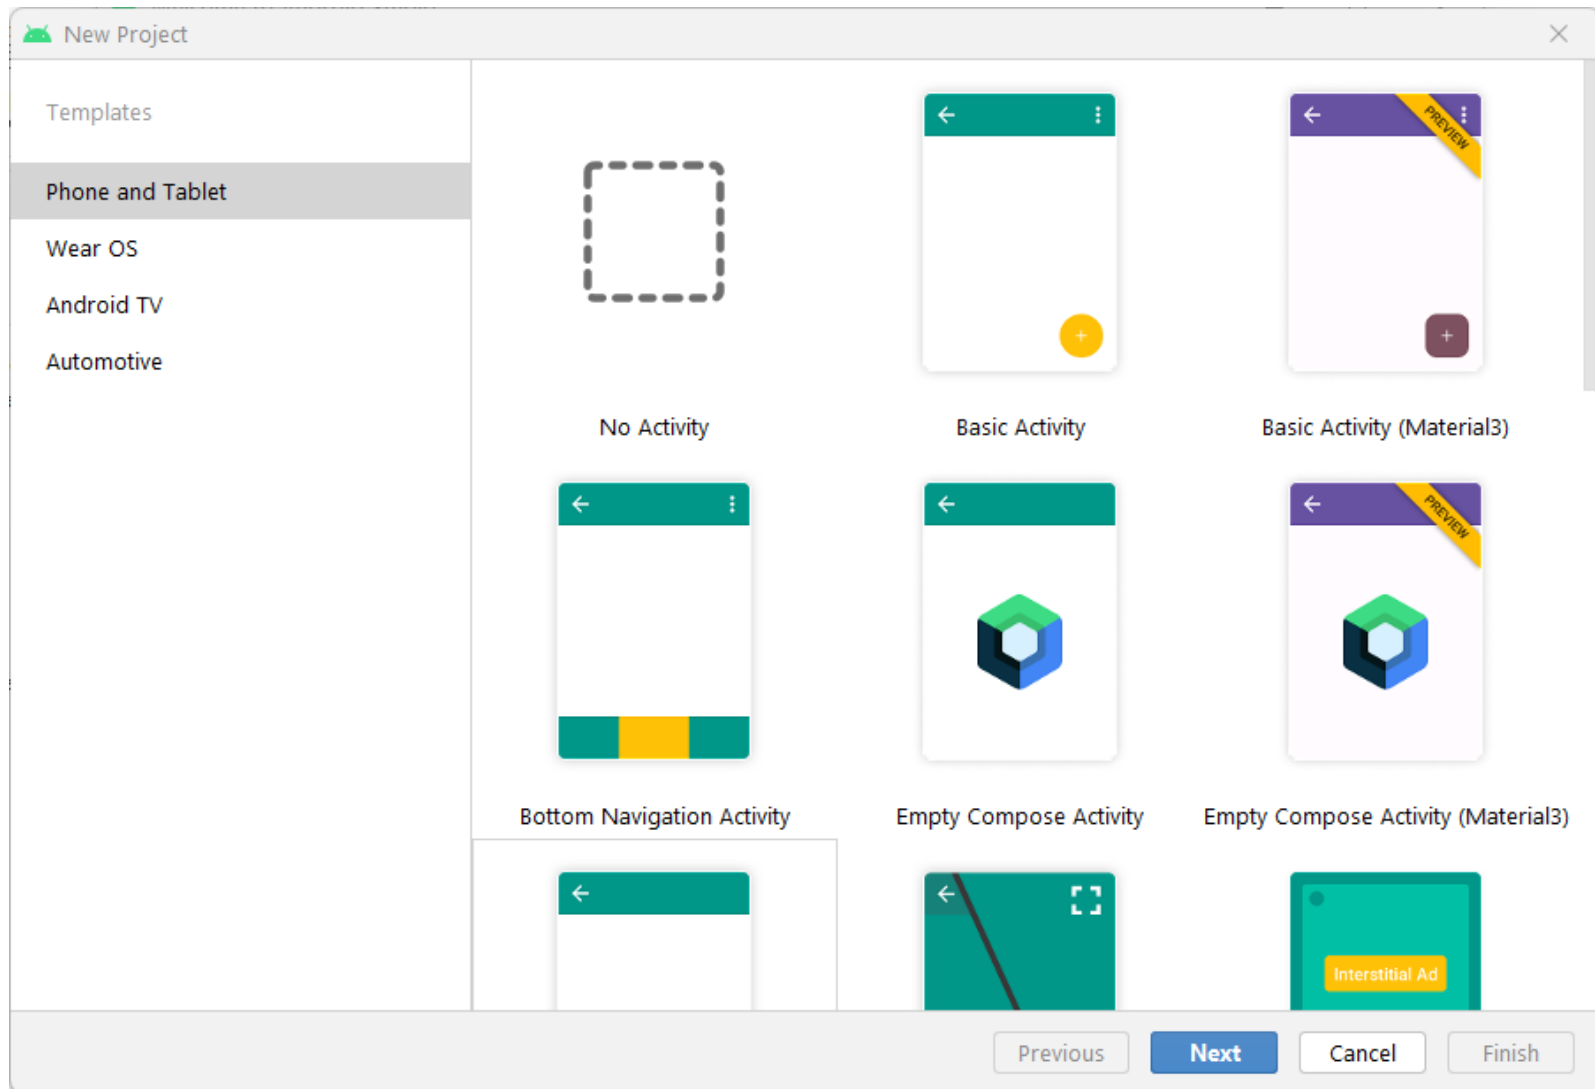 New Project
Templates
Phone and Tablet
Wear OS
Android TV
Automotive
PREVIEW
No Activity
Basic Activity
Basic Activity (Material3)
PREVIEW
Bottom Navigation Activity
Empty Compose Activity
Empty Compose Activity (Material3)
Interstitial Ad
Previous
Next
Cancel
Finish